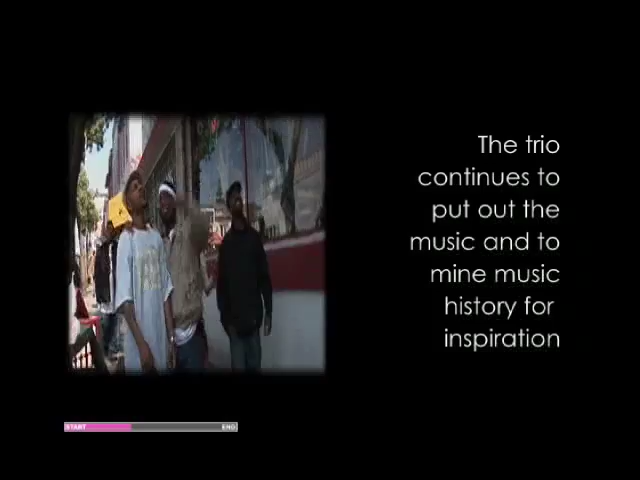 The trio
continues to
put out the
music and to
mine music
history for
inspiration
START
END